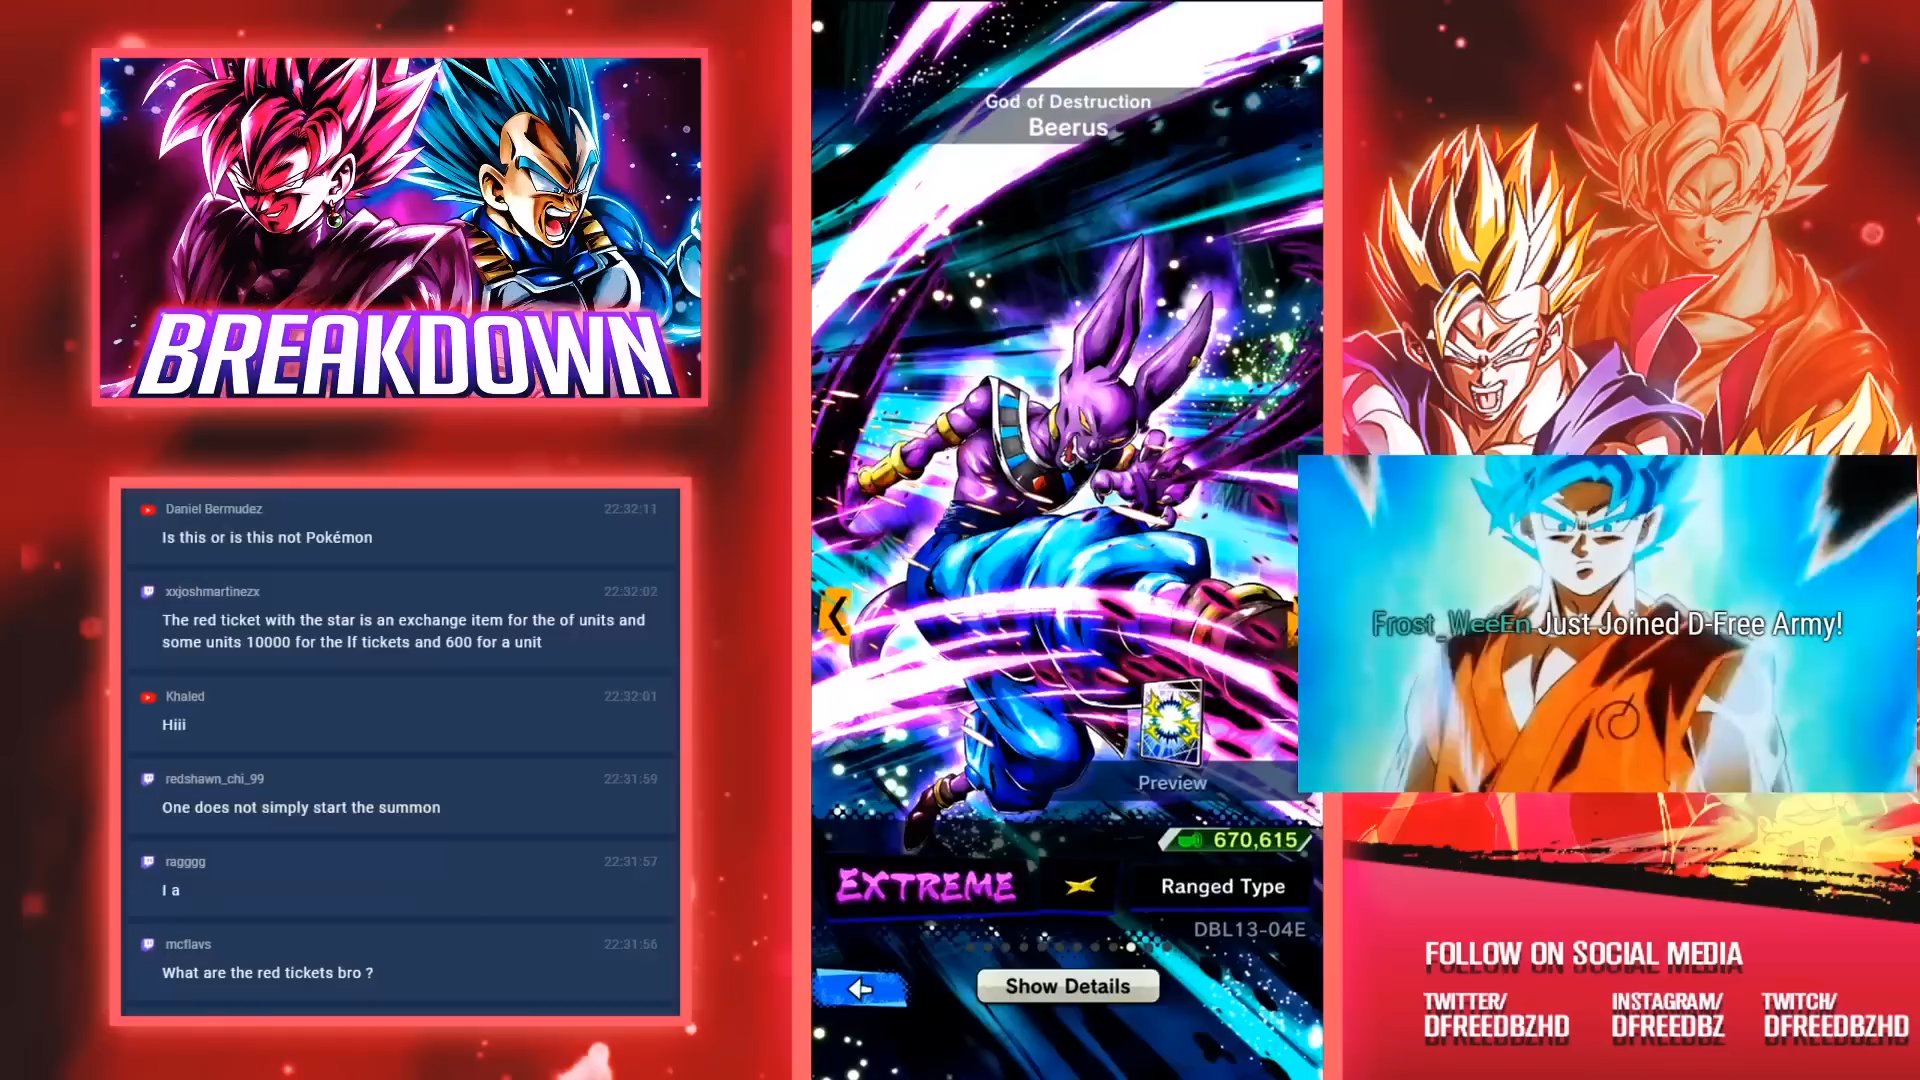 BREAKDOWN
Daniel Bermudez 22:32:11
Is this or is this not Pokémon
xxjoshmartinezx 22:32:02
The red ticket with the star is an exchange item for the of units and
some units 10000 for the lf tickets and 600 for a unit
Khaled 22:32:01
Hiii
redshawn_chi_99 22:31:59
One does not simply start the summon
ragggg 22:31:57
I a
mcflavs 22:31:56
What are the red tickets bro ?
God of Destruction
Beerus
Preview
670,615
EXTREME
Ranged Type
DBL13-04E
Show Details
Frost_WeeEn Just Joined D-Free Army!
FOLLOW ON SOCIAL MEDIA
TWITTER/ INSTAGRAM/ TWITCH/
DFREEDBZHD DFREEDBZ DFREEDBZHD